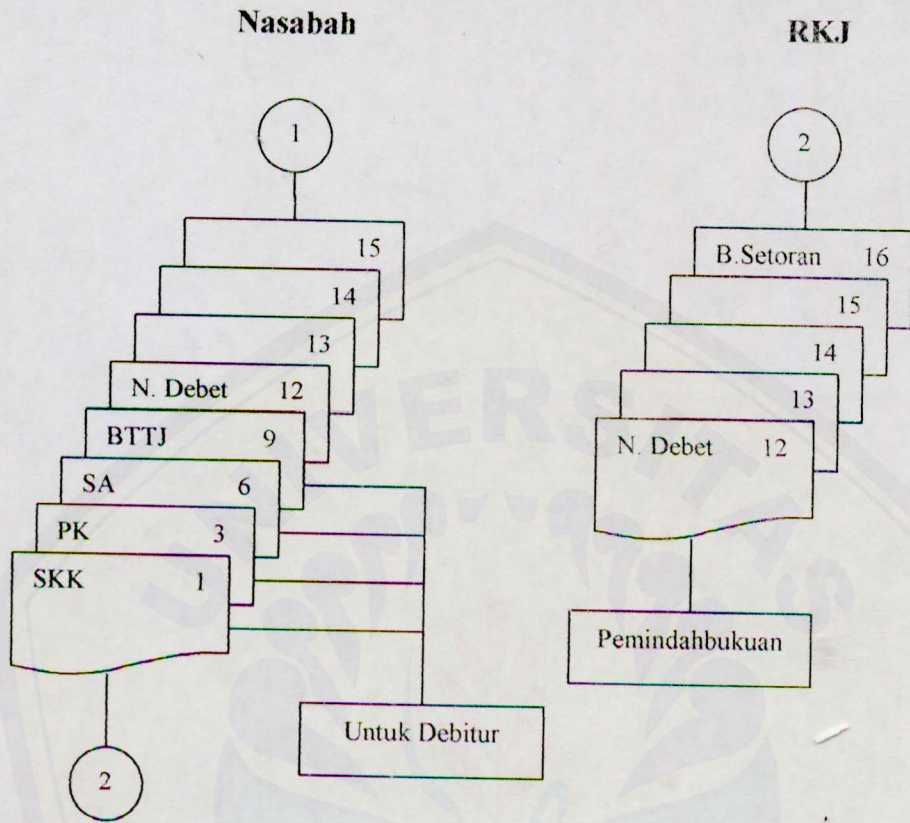 Nasabah
RKJ
1
15
14
13
N. Debet 12
BTTJ 9
SA 6
PK 3
SKK 1
Untuk Debitur
2
2
B.Setoran 16
15
14
13
N. Debet 12
Pemindahbukuan
UNIVERSITAS